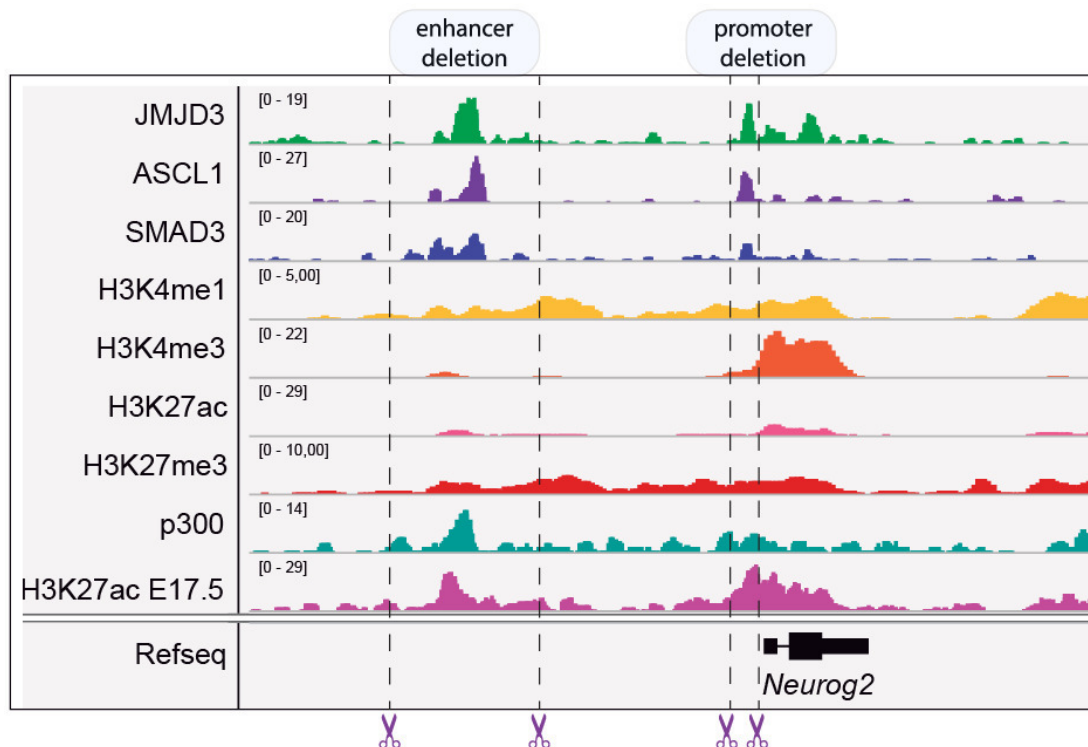 enhancer
deletion
promoter
deletion
JMJD3
[0 - 19]
ASCL1
[0 - 27]
SMAD3
[0 - 20]
H3K4me1
[0 - 5,00]
H3K4me3
[0 - 22]
H3K27ac
[0 - 29]
H3K27me3
[0 - 10,00]
p300
[0 - 14]
H3K27ac E17.5
[0 - 29]
Refseq
Neurog2